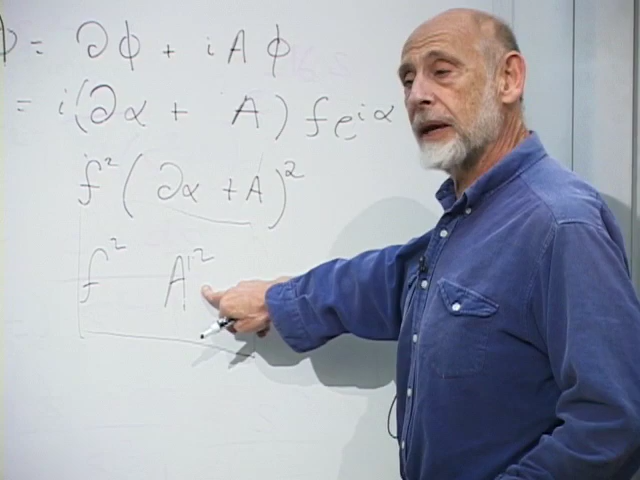 ϕ = ∂ϕ + iAϕ
= i(∂α + A) fe^{iα}
f²(∂α + A)²
f² A'²